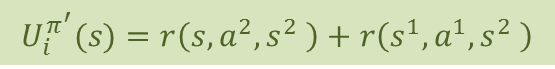 U_i^{π′}(s) = r(s, a², s²) + r(s¹, a¹, s²)